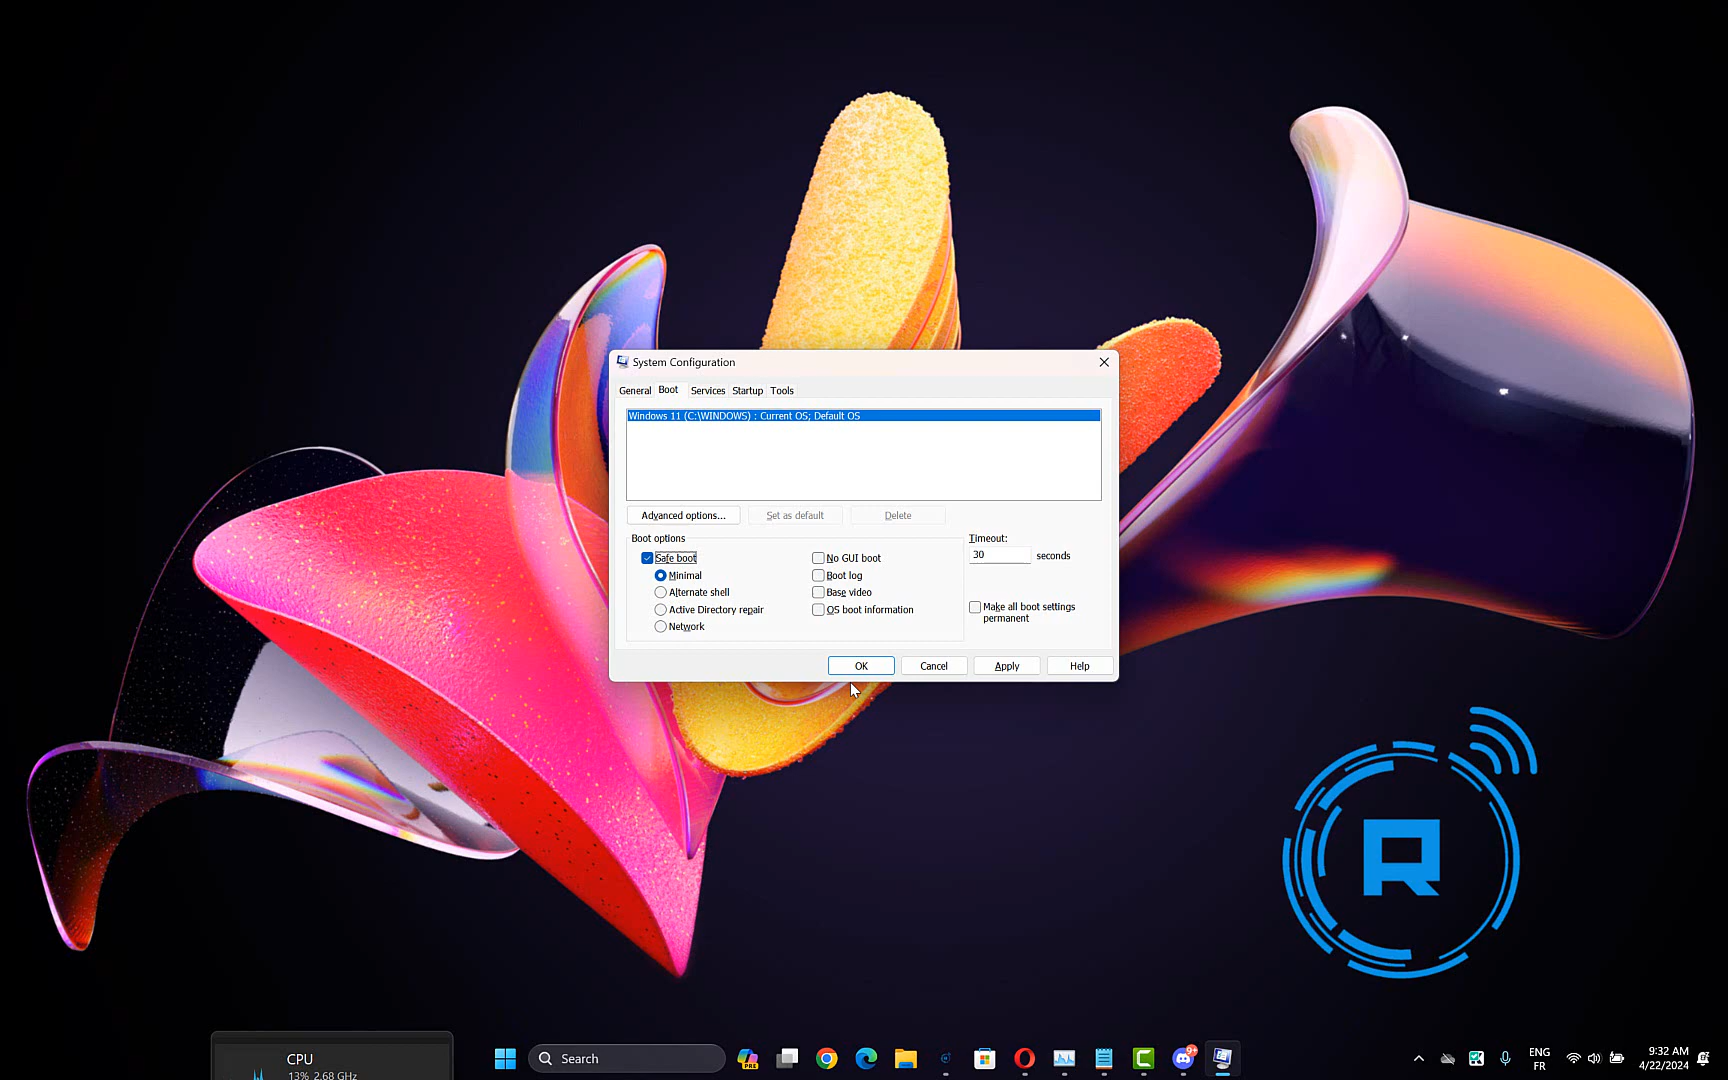 System Configuration
General Boot Services Startup Tools
Windows 11 (C:\WINDOWS) : Current OS; Default OS
Advanced options... Set as default Delete
Boot options
Timeout:
Safe boot No GUI boot 30 seconds
Minimal Boot log
Alternate shell Base video
Active Directory repair OS boot information Make all boot settings
permanent
Network
OK Cancel Apply Help
R
CPU
13% 2.68 GHz
Search
PRE
9+
ENG
FR
9:32 AM
4/22/2024